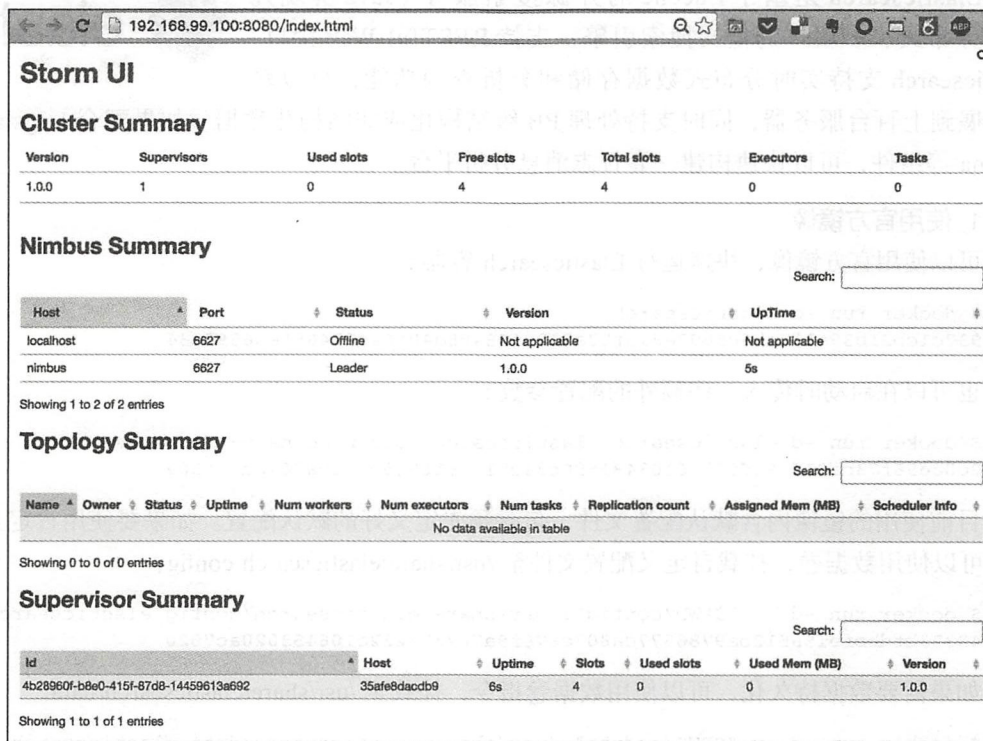 192.168.99.100:8080/index.html
Storm UI
Cluster Summary
Version Supervisors Used slots Free slots Total slots Executors Tasks
1.0.0 1 0 4 4 0 0
Nimbus Summary
Search:
Host Port Status Version UpTime
localhost 6627 Offline Not applicable Not applicable
nimbus 6627 Leader 1.0.0 5s
Showing 1 to 2 of 2 entries
Topology Summary
Search:
Name Owner Status Uptime Num workers Num executors Num tasks Replication count Assigned Mem (MB) Scheduler Info
No data available in table
Showing 0 to 0 of 0 entries
Supervisor Summary
Search:
Id Host Uptime Slots Used slots Used Mem (MB) Version
4b28960f-b8e0-415f-87d8-14459613a692 35afe8dacdb9 6s 4 0 0 1.0.0
Showing 1 to 1 of 1 entries